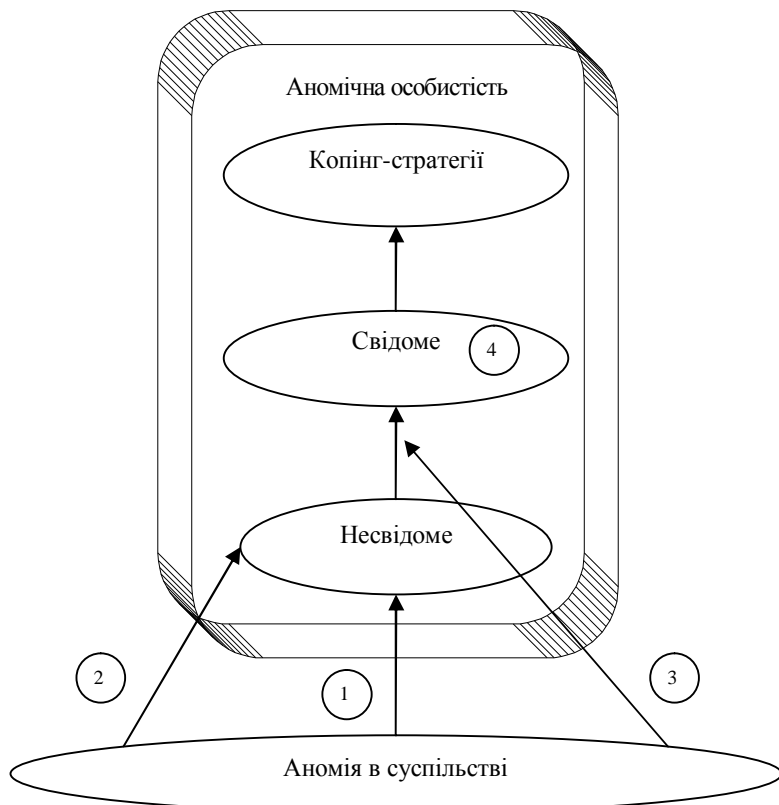 Аномічна особистість
Копінг-стратегії
Свідоме
4
Несвідоме
2
1
3
Аномія в суспільстві